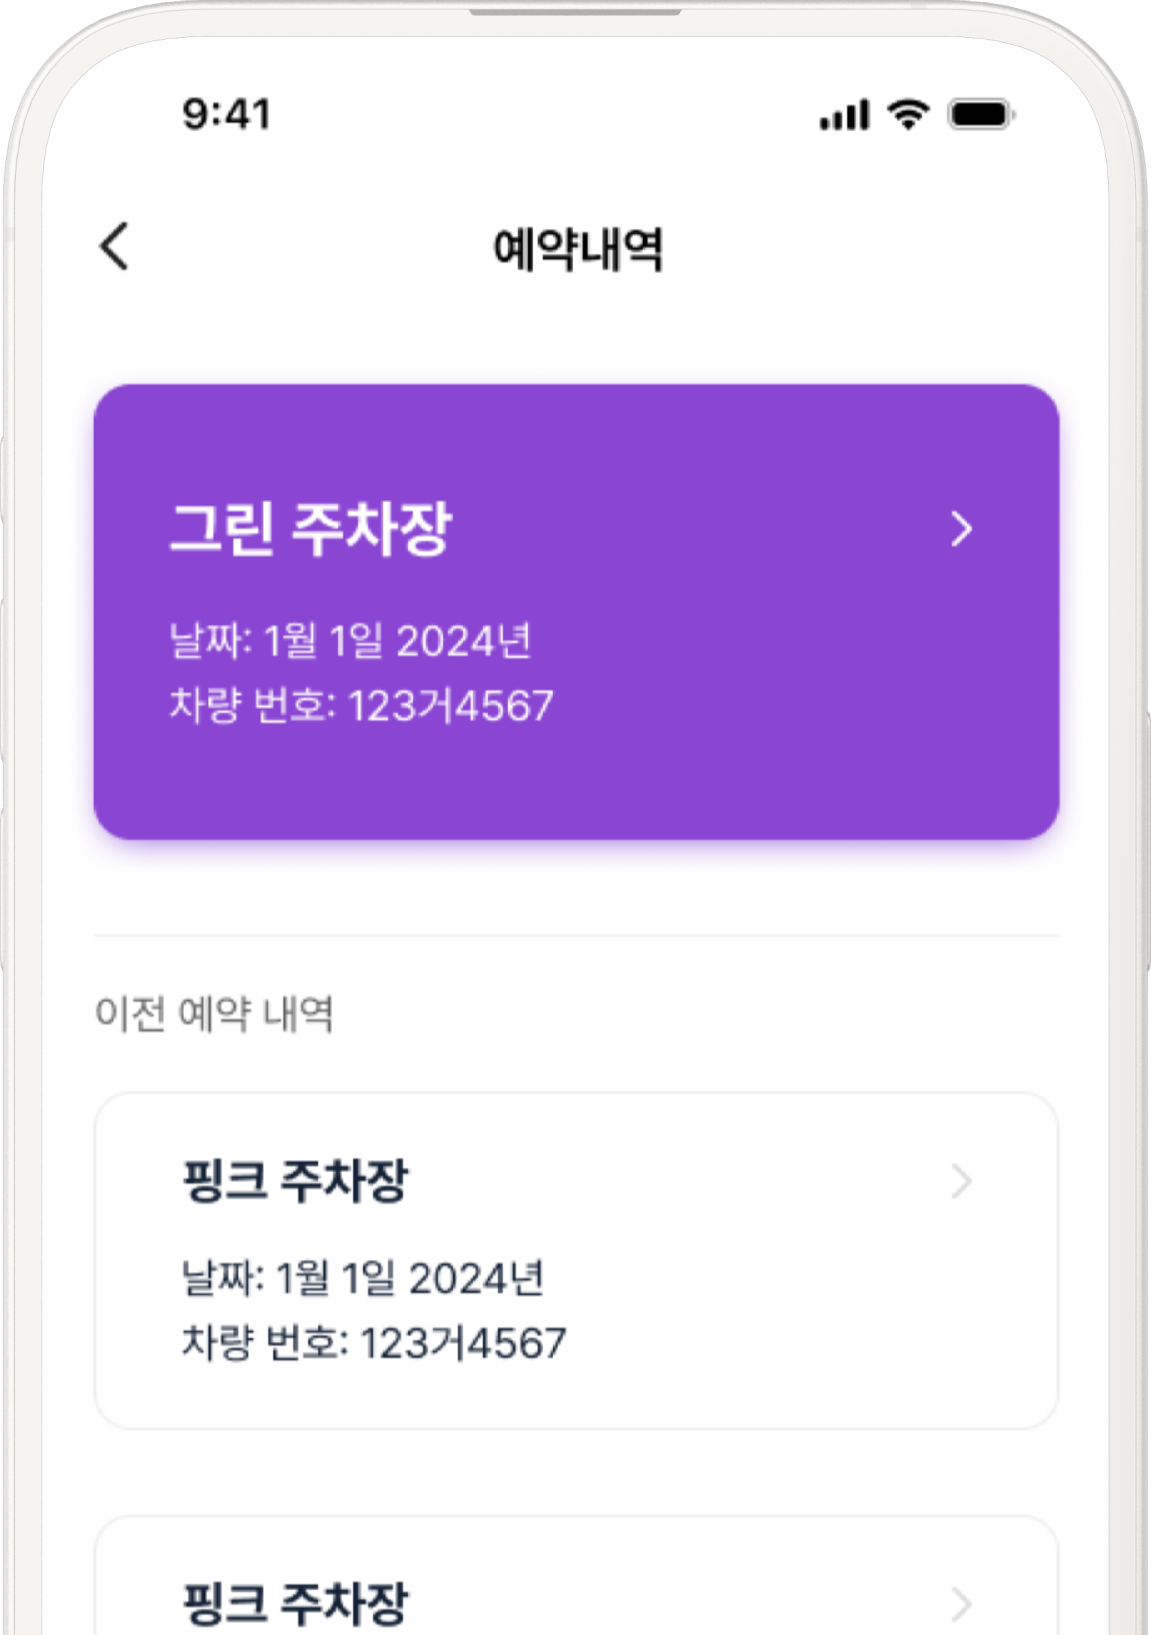 9:41
예약내역
그린 주차장
날짜: 1월 1일 2024년
차량 번호: 123거4567
이전 예약 내역
핑크 주차장
날짜: 1월 1일 2024년
차량 번호: 123거4567
핑크 주차장